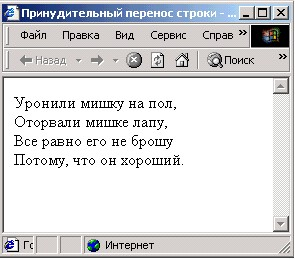 Принудительный перенос строки - ...
Файл Правка Вид Сервис Справ »
Назад » Поиск »
Уронили мишку на пол,
Оторвали мишке лапу,
Все равно его не брошу
Потому, что он хороший.
Интернет